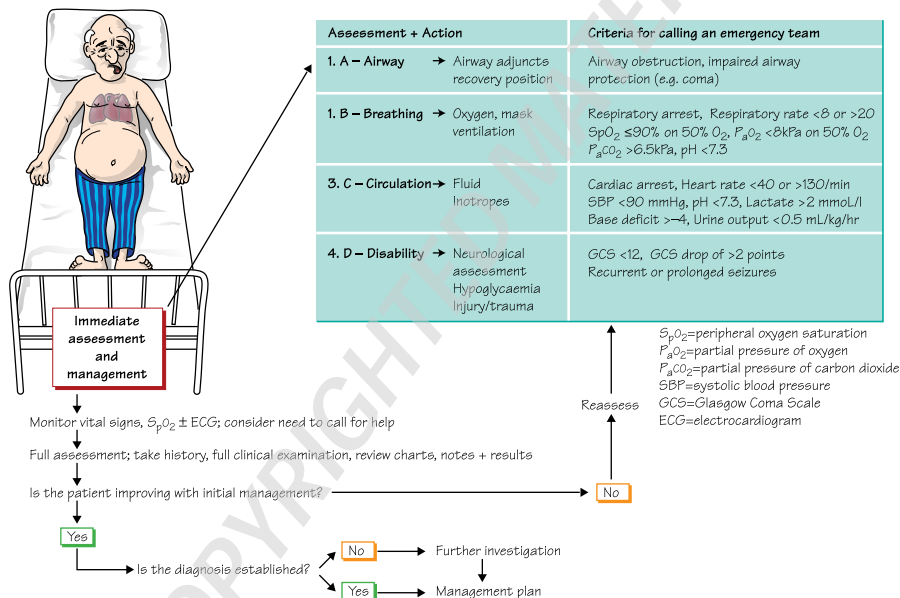 Assessment + Action
Criteria for calling an emergency team
1. A – Airway → Airway adjuncts
recovery position
Airway obstruction, impaired airway
protection (e.g. coma)
1. B – Breathing → Oxygen, mask
ventilation
Respiratory arrest, Respiratory rate <8 or >20
SpO₂ ≤90% on 50% O₂, PₐO₂ <8kPa on 50% O₂
PₐCO₂ >6.5kPa, pH <7.3
3. C – Circulation → Fluid
Inotropes
Cardiac arrest, Heart rate <40 or >130/min
SBP <90 mmHg, pH <7.3, Lactate >2 mmoL/l
Base deficit >–4, Urine output <0.5 mL/kg/hr
4. D – Disability → Neurological
assessment
Hypoglycaemia
Injury/trauma
GCS <12, GCS drop of >2 points
Recurrent or prolonged seizures
Immediate
assessment
and
management
SₚO₂=peripheral oxygen saturation
PₐO₂=partial pressure of oxygen
PₐCO₂=partial pressure of carbon dioxide
SBP=systolic blood pressure
GCS=Glasgow Coma Scale
ECG=electrocardiogram
Reassess
Monitor vital signs, SₚO₂ ± ECG; consider need to call for help
Full assessment; take history, full clinical examination, review charts, notes + results
Is the patient improving with initial management?
No
Yes
Is the diagnosis established?
No
Further investigation
Yes
Management plan
COPYRIGHTED MATER